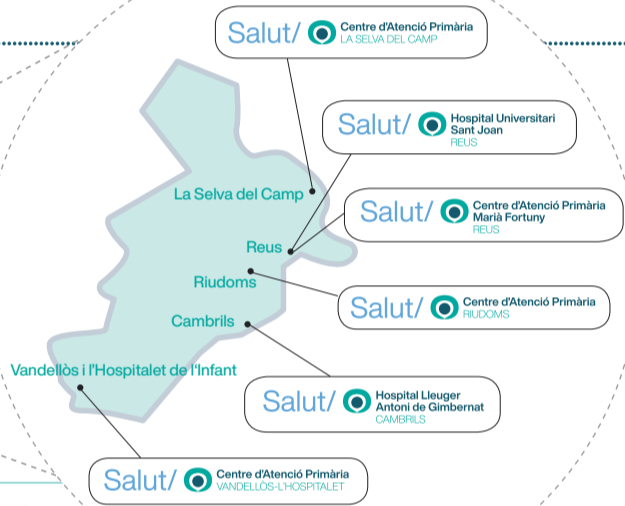 Salut/ Centre d'Atenció Primària
LA SELVA DEL CAMP
Salut/ Hospital Universitari
Sant Joan
REUS
La Selva del Camp
Salut/ Centre d'Atenció Primària
Marià Fortuny
REUS
Reus
Riudoms
Salut/ Centre d'Atenció Primària
RIUDOMS
Cambrils
Vandellòs i l'Hospitalet de l'Infant
Salut/ Hospital Lleuger
Antoni de Gimbernat
CAMBRILS
Salut/ Centre d'Atenció Primària
VANDELLÒS-L'HOSPITALET